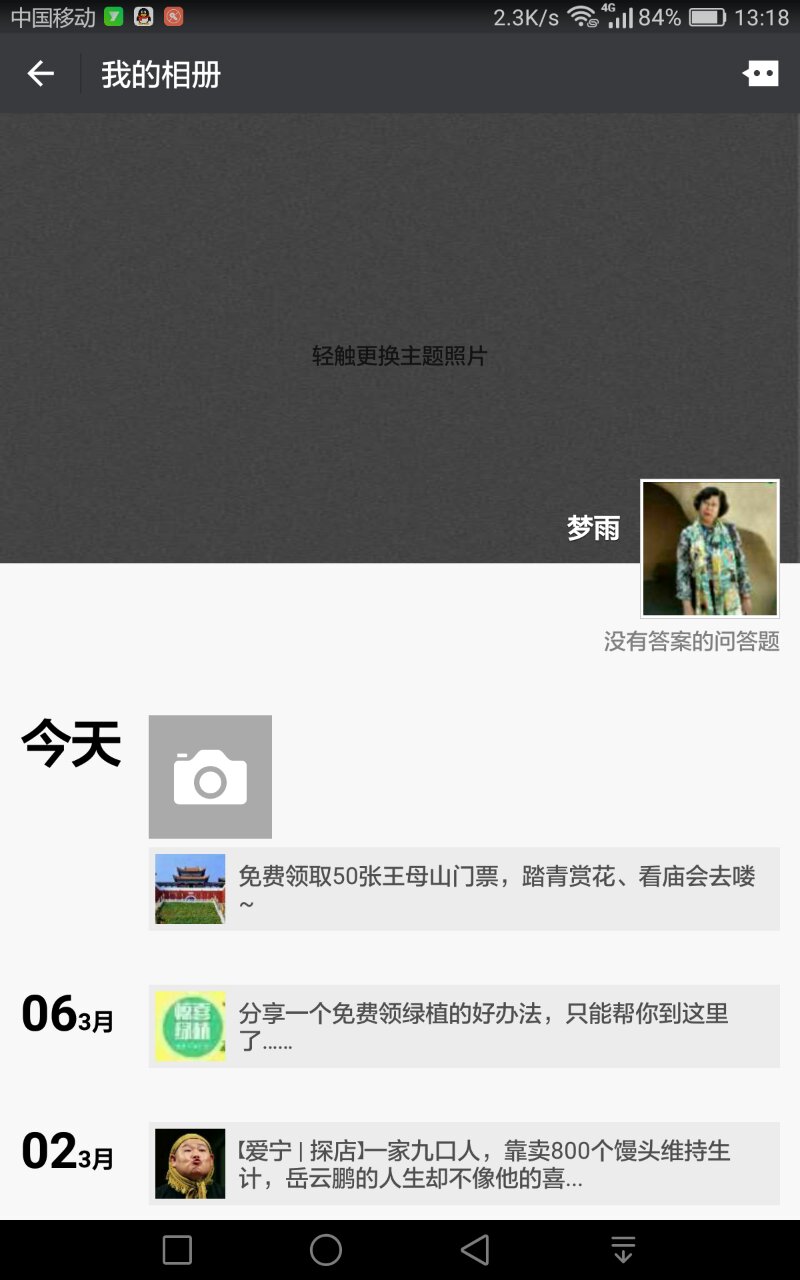 中国移动
2.3K/s 4G 84% 13:18
我的相册
轻触更换主题照片
梦雨
没有答案的问答题
今天
免费领取50张王母山门票，踏青赏花、看庙会去喽
~
06 3月
惊喜
绿植
分享一个免费领绿植的好办法，只能帮你到这里
了……
02 3月
【爱宁 | 探店】一家九口人，靠卖800个馒头维持生
计，岳云鹏的人生却不像他的喜...